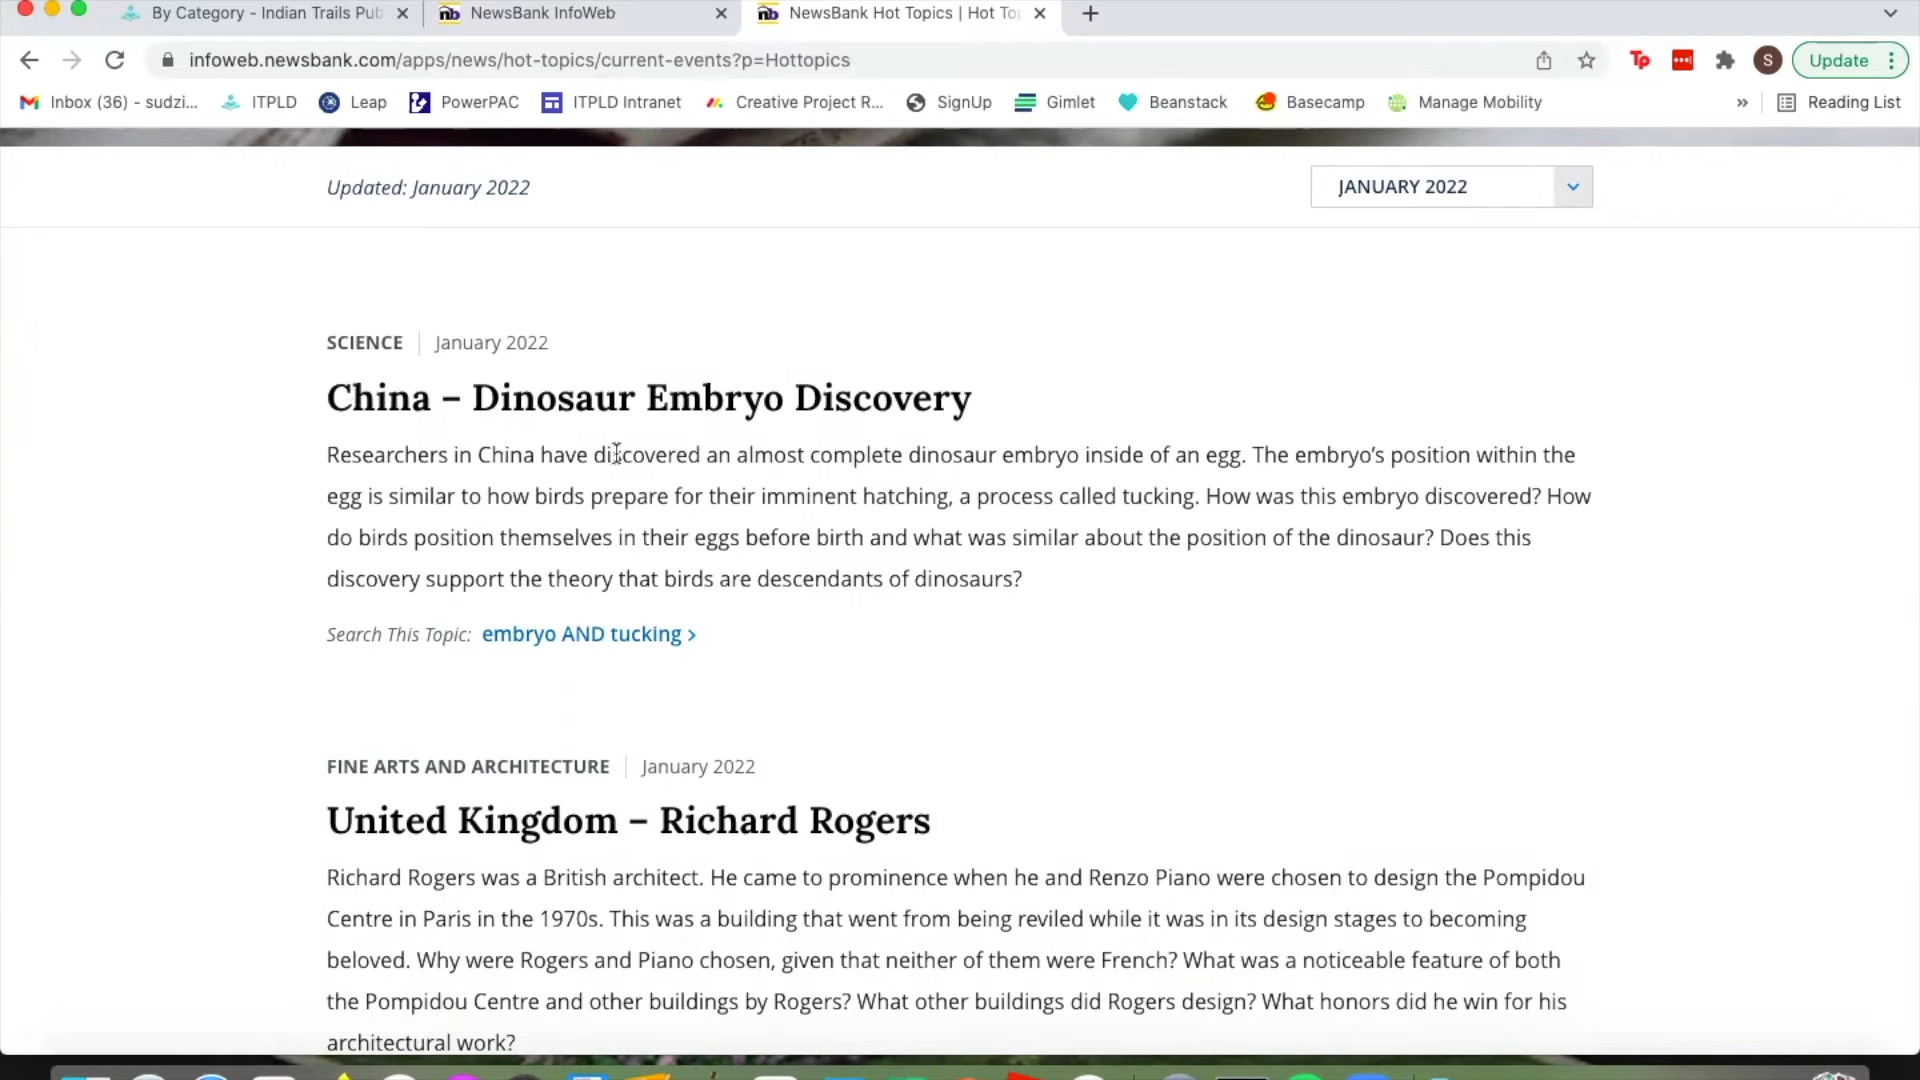 By Category - Indian Trails Pub
NewsBank InfoWeb
NewsBank Hot Topics | Hot To
infoweb.newsbank.com/apps/news/hot-topics/current-events?p=Hottopics
Tp
S
Update
Inbox (36) - sudzi...
ITPLD
Leap
PowerPAC
ITPLD Intranet
Creative Project R...
SignUp
Gimlet
Beanstack
Basecamp
Manage Mobility
»
Reading List
Updated: January 2022
JANUARY 2022
SCIENCE
January 2022
China – Dinosaur Embryo Discovery
Researchers in China have discovered an almost complete dinosaur embryo inside of an egg. The embryo’s position within the
egg is similar to how birds prepare for their imminent hatching, a process called tucking. How was this embryo discovered? How
do birds position themselves in their eggs before birth and what was similar about the position of the dinosaur? Does this
discovery support the theory that birds are descendants of dinosaurs?
Search This Topic: embryo AND tucking >
FINE ARTS AND ARCHITECTURE
January 2022
United Kingdom – Richard Rogers
Richard Rogers was a British architect. He came to prominence when he and Renzo Piano were chosen to design the Pompidou
Centre in Paris in the 1970s. This was a building that went from being reviled while it was in its design stages to becoming
beloved. Why were Rogers and Piano chosen, given that neither of them were French? What was a noticeable feature of both
the Pompidou Centre and other buildings by Rogers? What other buildings did Rogers design? What honors did he win for his
architectural work?